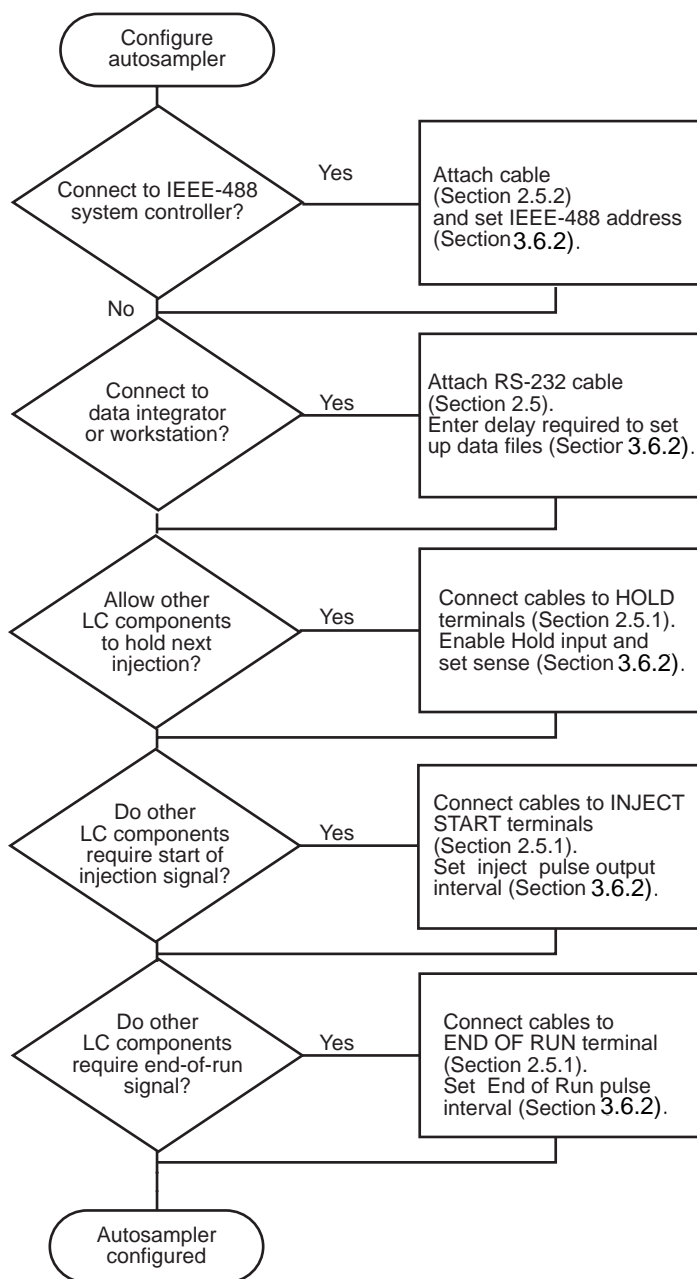 Configure
autosampler
Connect to IEEE-488
system controller?
Yes
Attach cable
(Section 2.5.2)
and set IEEE-488 address
(Section 3.6.2).
No
Connect to
data integrator
or workstation?
Yes
Attach RS-232 cable
(Section 2.5).
Enter delay required to set
up data files (Section 3.6.2).
Allow other
LC components
to hold next
injection?
Yes
Connect cables to HOLD
terminals (Section 2.5.1).
Enable Hold input and
set sense (Section 3.6.2).
Do other
LC components
require start of
injection signal?
Yes
Connect cables to INJECT
START terminals
(Section 2.5.1).
Set inject pulse output
interval (Section 3.6.2).
Do other
LC components
require end-of-run
signal?
Yes
Connect cables to
END OF RUN terminal
(Section 2.5.1).
Set End of Run pulse
interval (Section 3.6.2).
Autosampler
configured